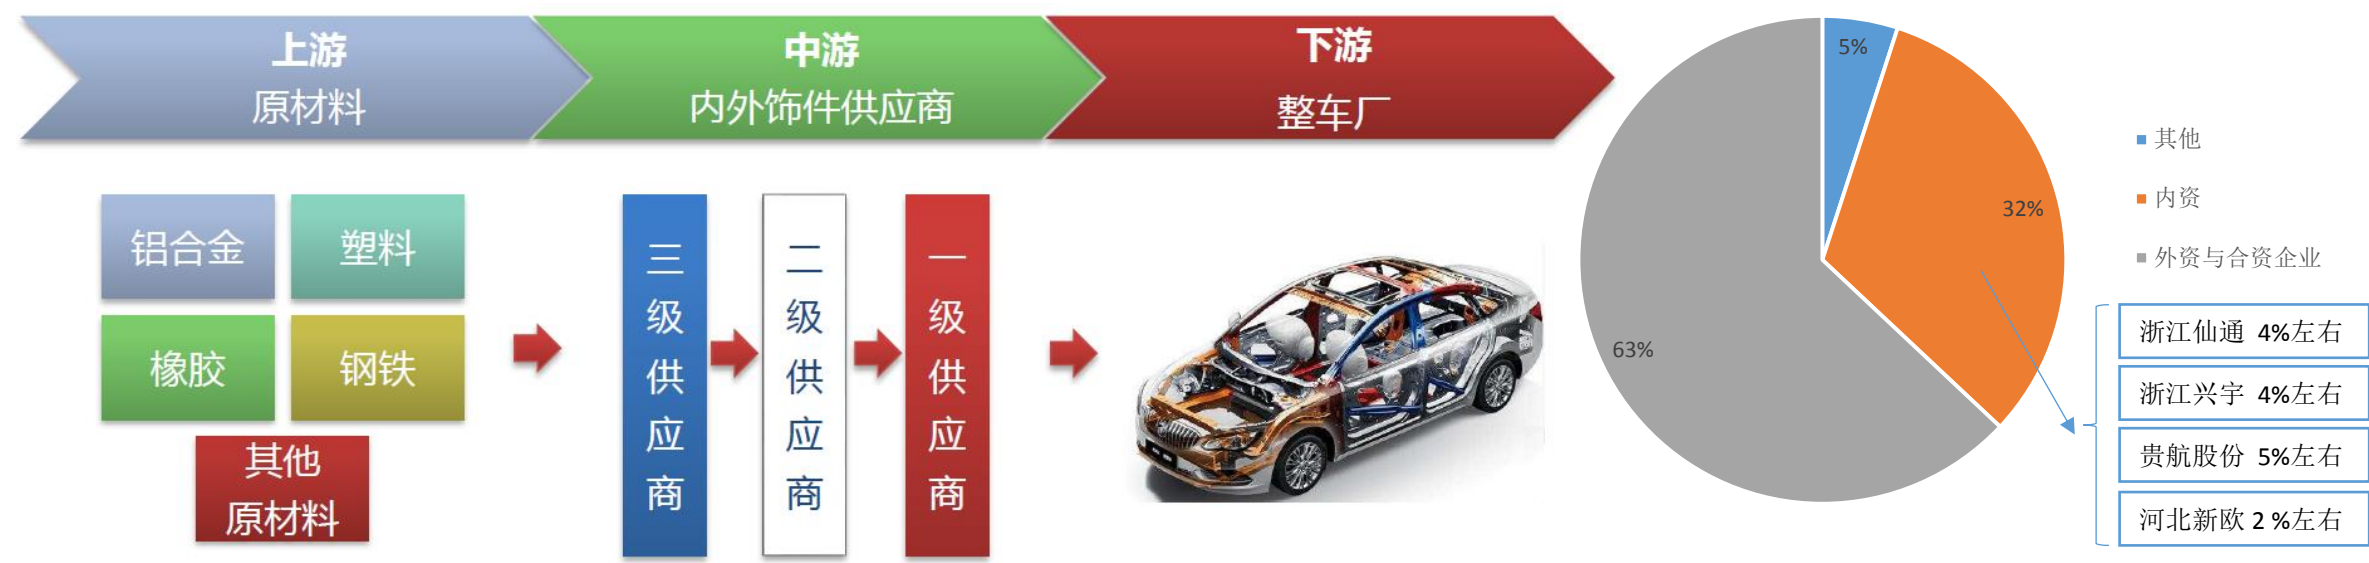 上游
原材料
中游
内外饰件供应商
下游
整车厂
铝合金
塑料
橡胶
钢铁
其他
原材料
三级供应商
二级供应商
一级供应商
5%
32%
63%
其他
内资
外资与合资企业
浙江仙通 4%左右
浙江兴宇 4%左右
贵航股份 5%左右
河北新欧 2 %左右